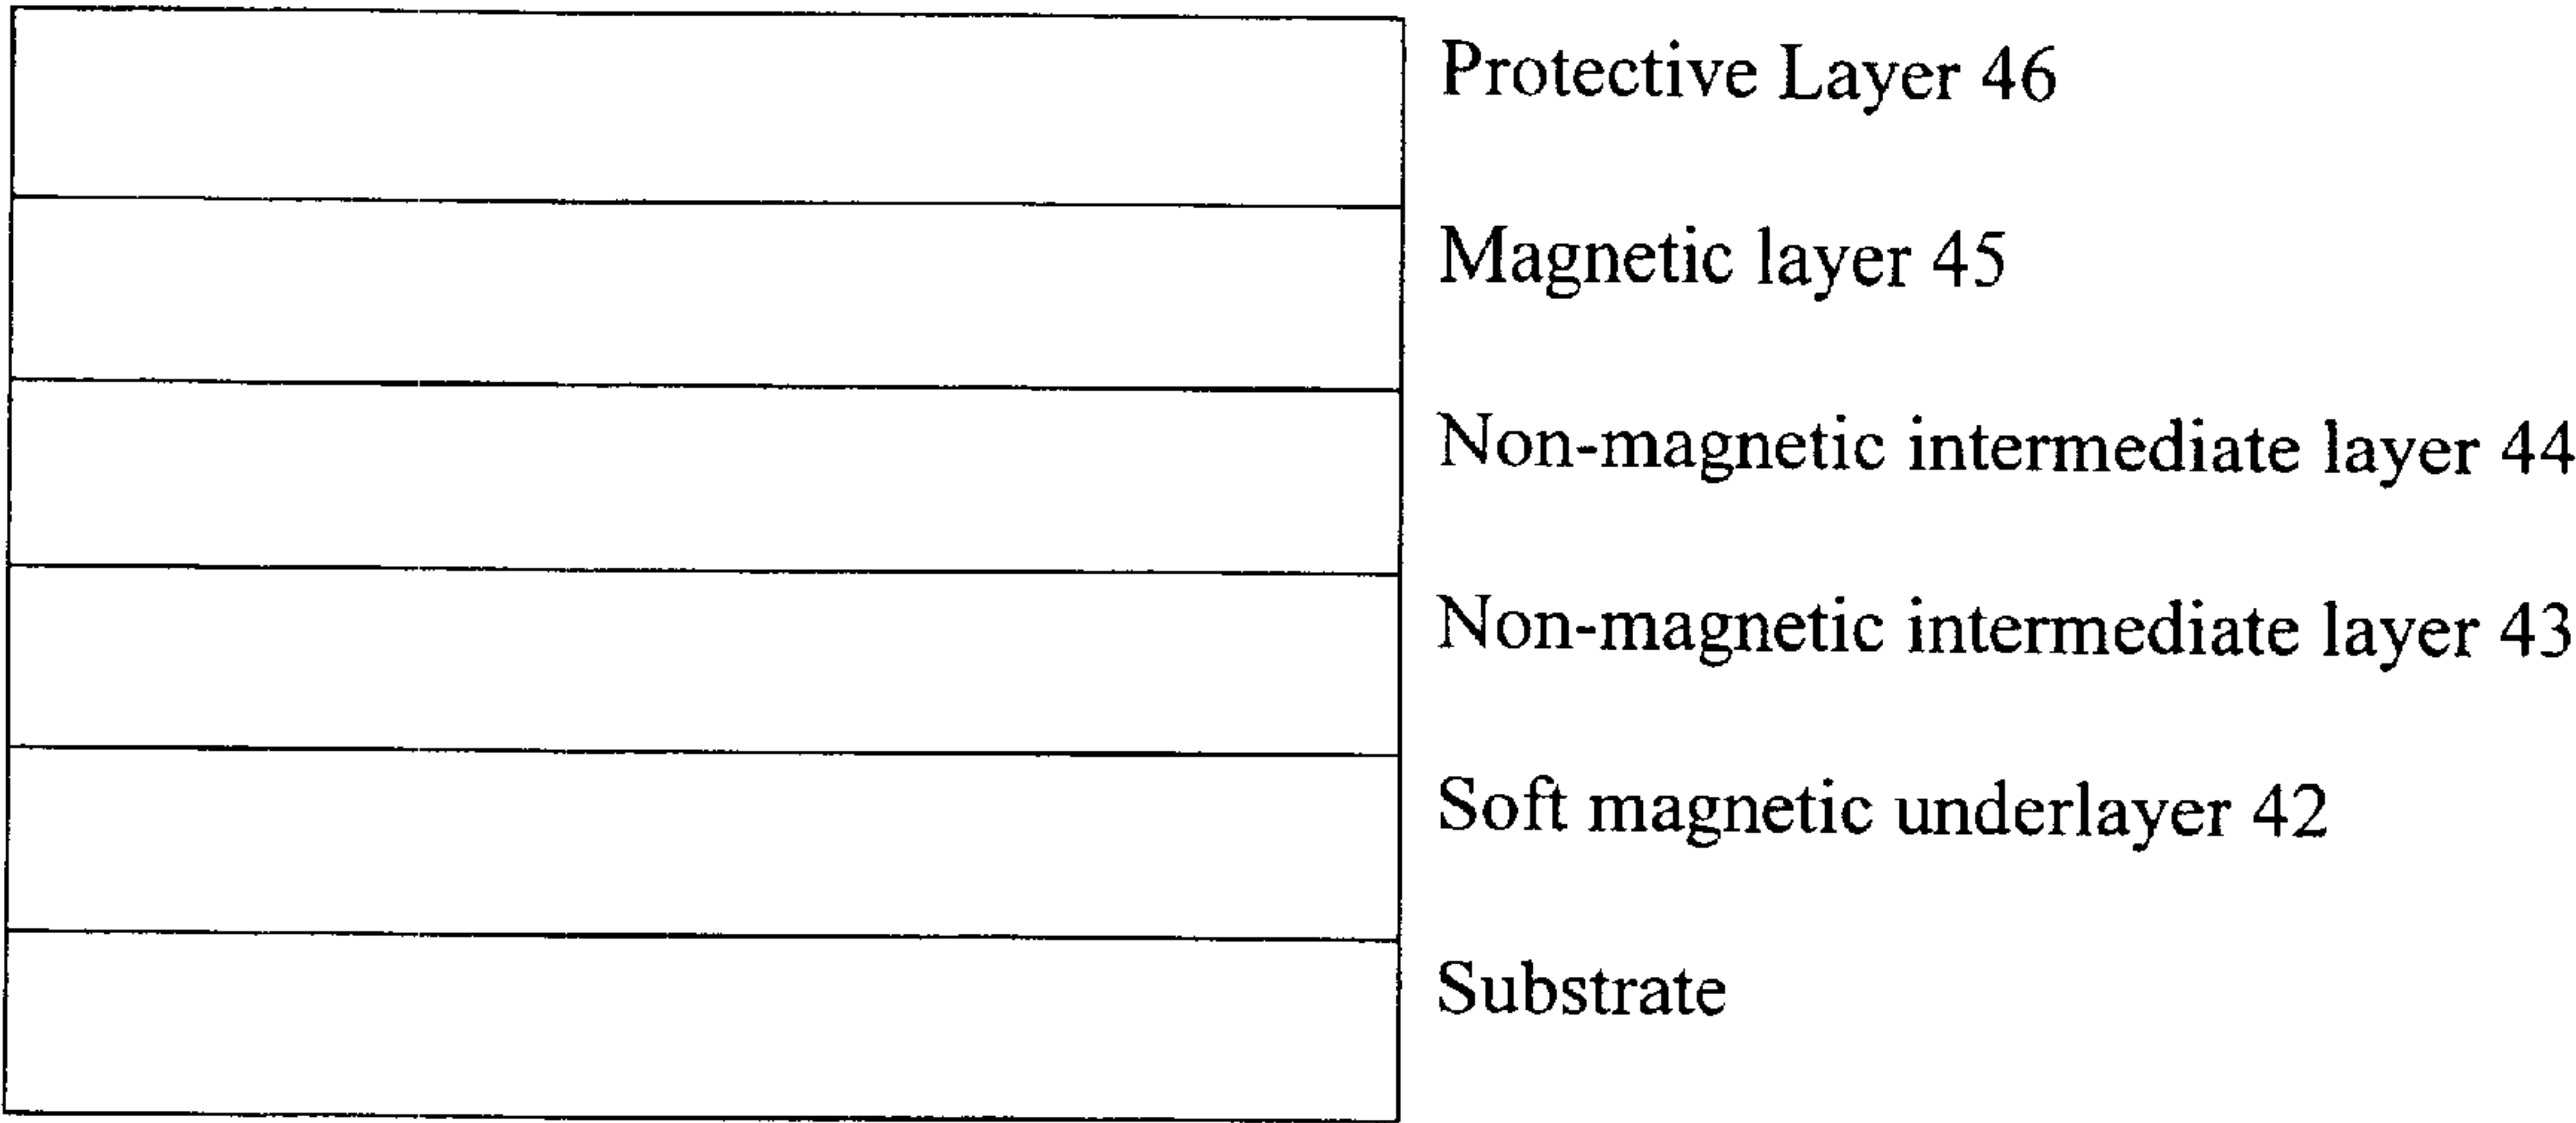 Protective Layer 46
Magnetic layer 45
Non-magnetic intermediate layer 44
Non-magnetic intermediate layer 43
Soft magnetic underlayer 42
Substrate